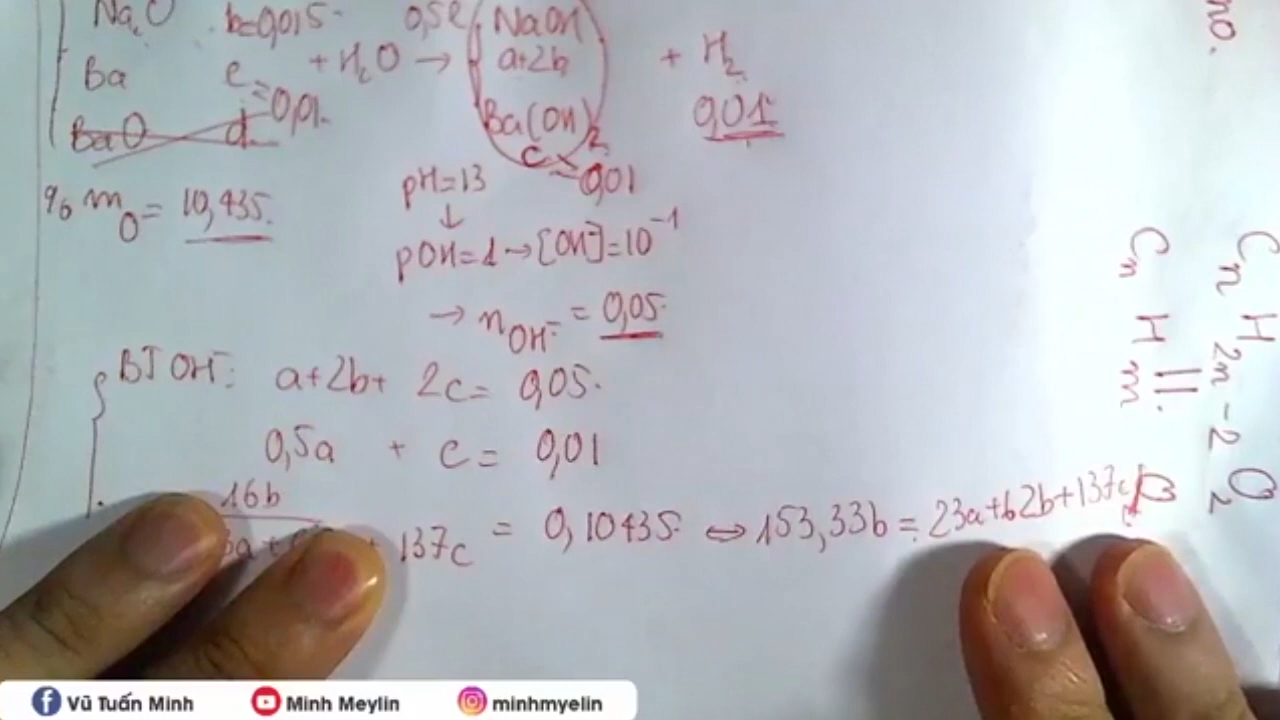 Na₂O b=0,015 0,5l NaOH
Ba c =0,01 + H₂O → a+2b + H₂
BaO d Ba(OH)₂ 0,01
c =0,01
% mO = 10,435
pH=13
↓
pOH=1 → [OH⁻]=10⁻¹
→ nOH⁻ = 0,05
BT OH⁻: a+2b+ 2c= 0,05
0,5a + c = 0,01
16b
+ 137c = 0,10435 ⇔ 153,33b = 23a+62b+137c
CnH2n-2O2
CnHm
no.
Vũ Tuấn Minh Minh Meylin minhmyelin